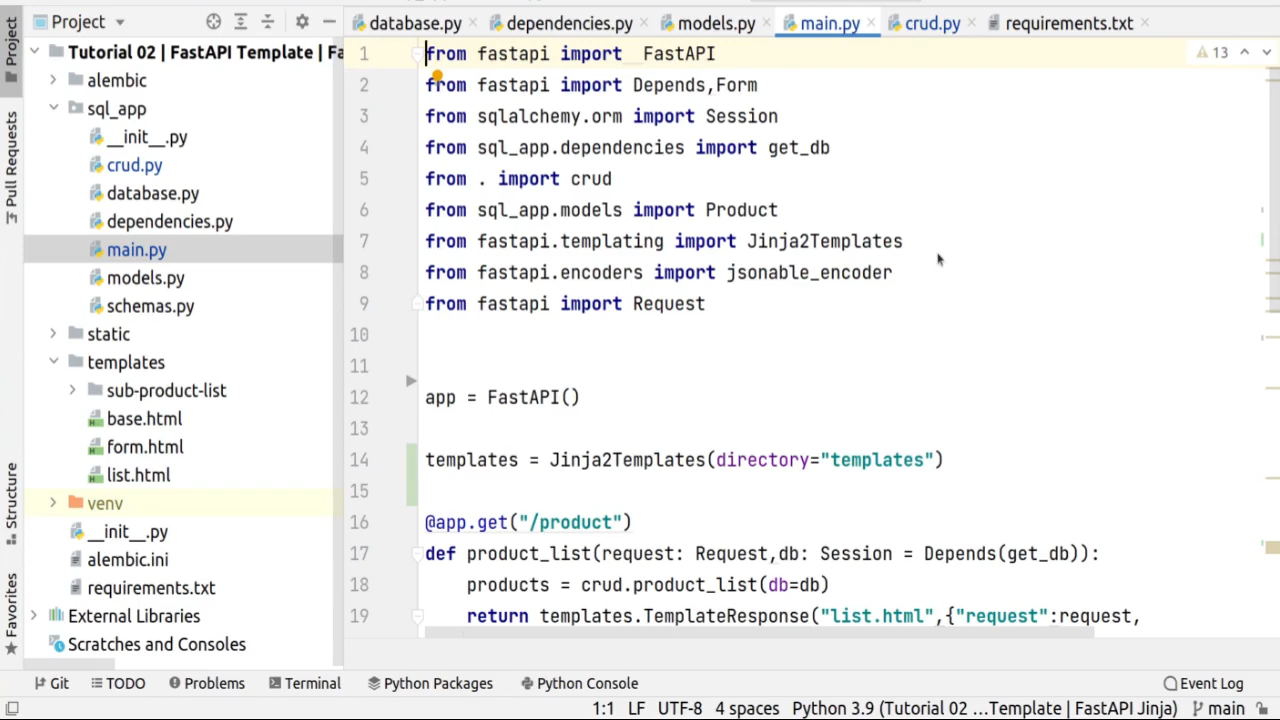 Project
database.py
dependencies.py
models.py
main.py
crud.py
requirements.txt
Project
Pull Requests
Structure
Favorites
Tutorial 02 | FastAPI Template | Fa
alembic
sql_app
__init__.py
crud.py
database.py
dependencies.py
main.py
models.py
schemas.py
static
templates
sub-product-list
base.html
form.html
list.html
venv
__init__.py
alembic.ini
requirements.txt
External Libraries
Scratches and Consoles
13
1 from fastapi import  FastAPI
2 from fastapi import Depends,Form
3 from sqlalchemy.orm import Session
4 from sql_app.dependencies import get_db
5 from . import crud
6 from sql_app.models import Product
7 from fastapi.templating import Jinja2Templates
8 from fastapi.encoders import jsonable_encoder
9 from fastapi import Request
10
11
12 app = FastAPI()
13
14 templates = Jinja2Templates(directory="templates")
15
16 @app.get("/product")
17 def product_list(request: Request,db: Session = Depends(get_db)):
18 products = crud.product_list(db=db)
19 return templates.TemplateResponse("list.html",{"request":request,
Git TODO Problems Terminal Python Packages Python Console Event Log
1:1 LF UTF-8 4 spaces Python 3.9 (Tutorial 02 ...Template | FastAPI Jinja) main